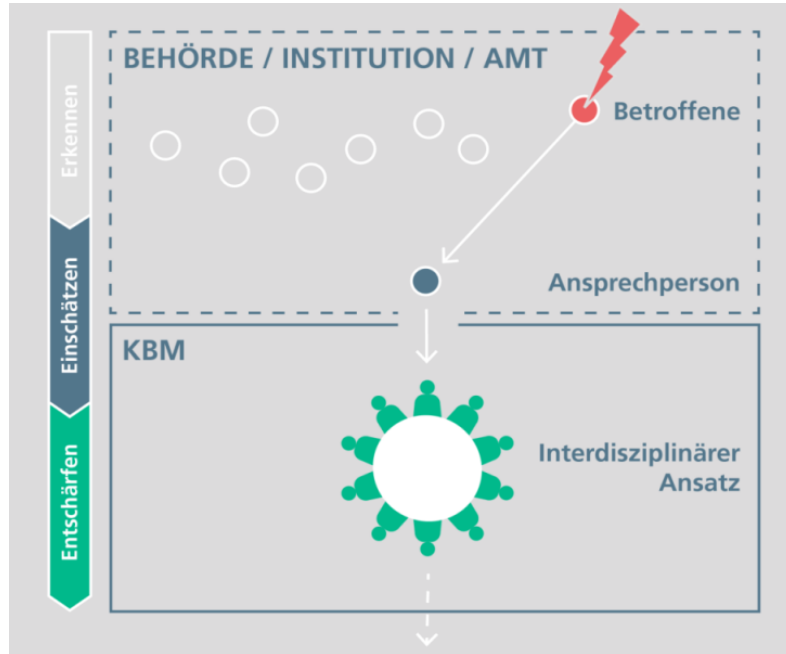 BEHÖRDE / INSTITUTION / AMT
Erkennen
Betroffene
Ansprechperson
Einschätzen
KBM
Interdisziplinärer
Ansatz
Entschärfen